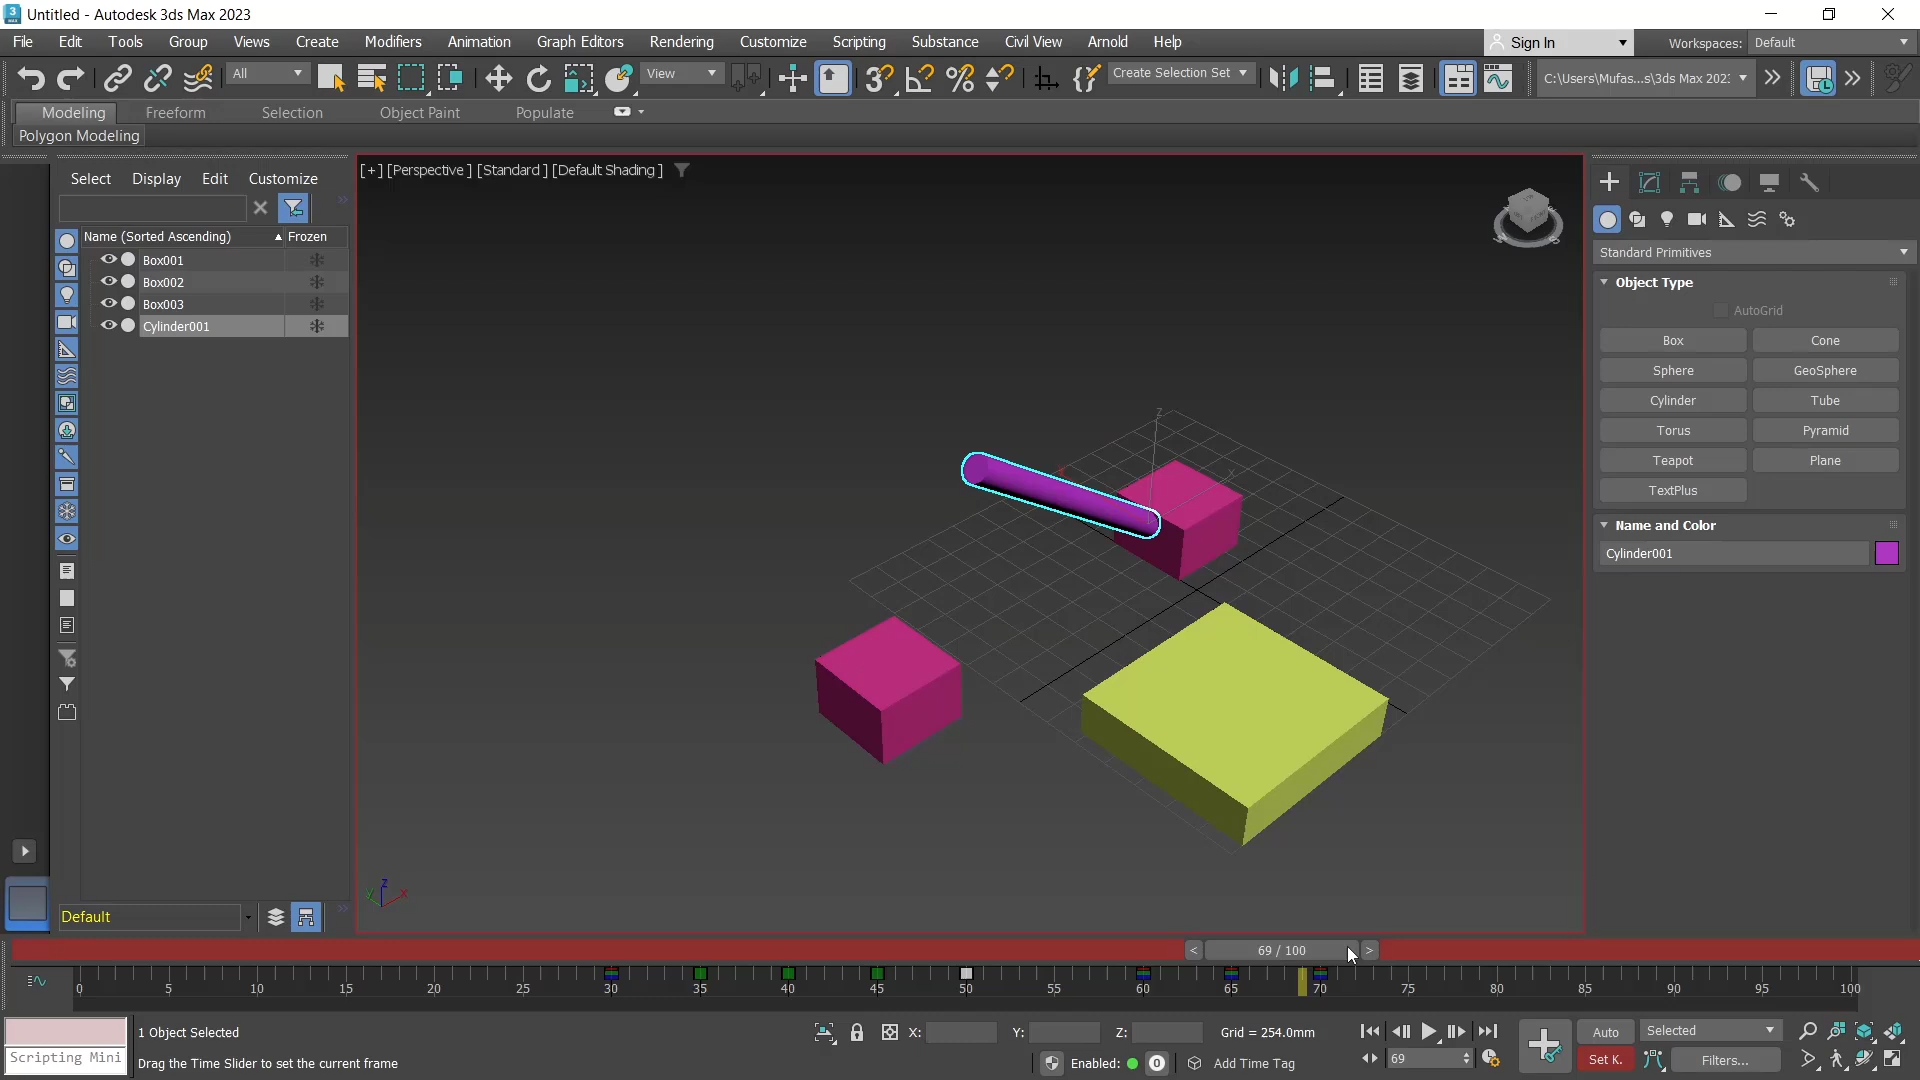 Untitled - Autodesk 3ds Max 2023
File Edit Tools Group Views Create Modifiers Animation Graph Editors Rendering Customize Scripting Substance Civil View Arnold Help
Sign In
Workspaces: Default
All
View
Create Selection Set
C:\Users\Mufas...s\3ds Max 202
Modeling Freeform Selection Object Paint Populate
Polygon Modeling
Select Display Edit Customize
[+] [Perspective ] [Standard ] [Default Shading ]
Name (Sorted Ascending) Frozen
Box001
Box002
Box003
Cylinder001
Standard Primitives
Object Type
AutoGrid
Box Cone
Sphere GeoSphere
Cylinder Tube
Torus Pyramid
Teapot Plane
TextPlus
Name and Color
Cylinder001
Z
X
Z
X
Default
< 69 / 100 >
0 5 10 15 20 25 30 35 40 45 50 55 60 65 70 75 80 85 90 95 100
1 Object Selected
X: Y: Z: Grid = 254.0mm
Auto Selected
Scripting Mini
Drag the Time Slider to set the current frame
Enabled: 0 Add Time Tag
69
Set K. Filters...